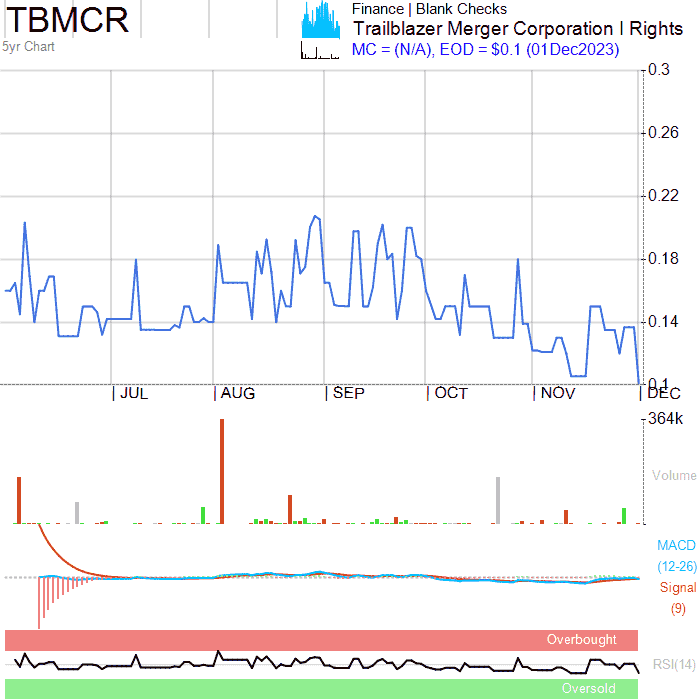 TBMCR
5yr Chart
Finance | Blank Checks
Trailblazer Merger Corporation I Rights
MC = (N/A), EOD = $0.1 (01Dec2023)
0.3
0.26
0.22
0.18
0.14
0.1
JUL AUG SEP OCT NOV DEC
364k
Volume
MACD
(12-26)
Signal
(9)
Overbought
RSI(14)
Oversold